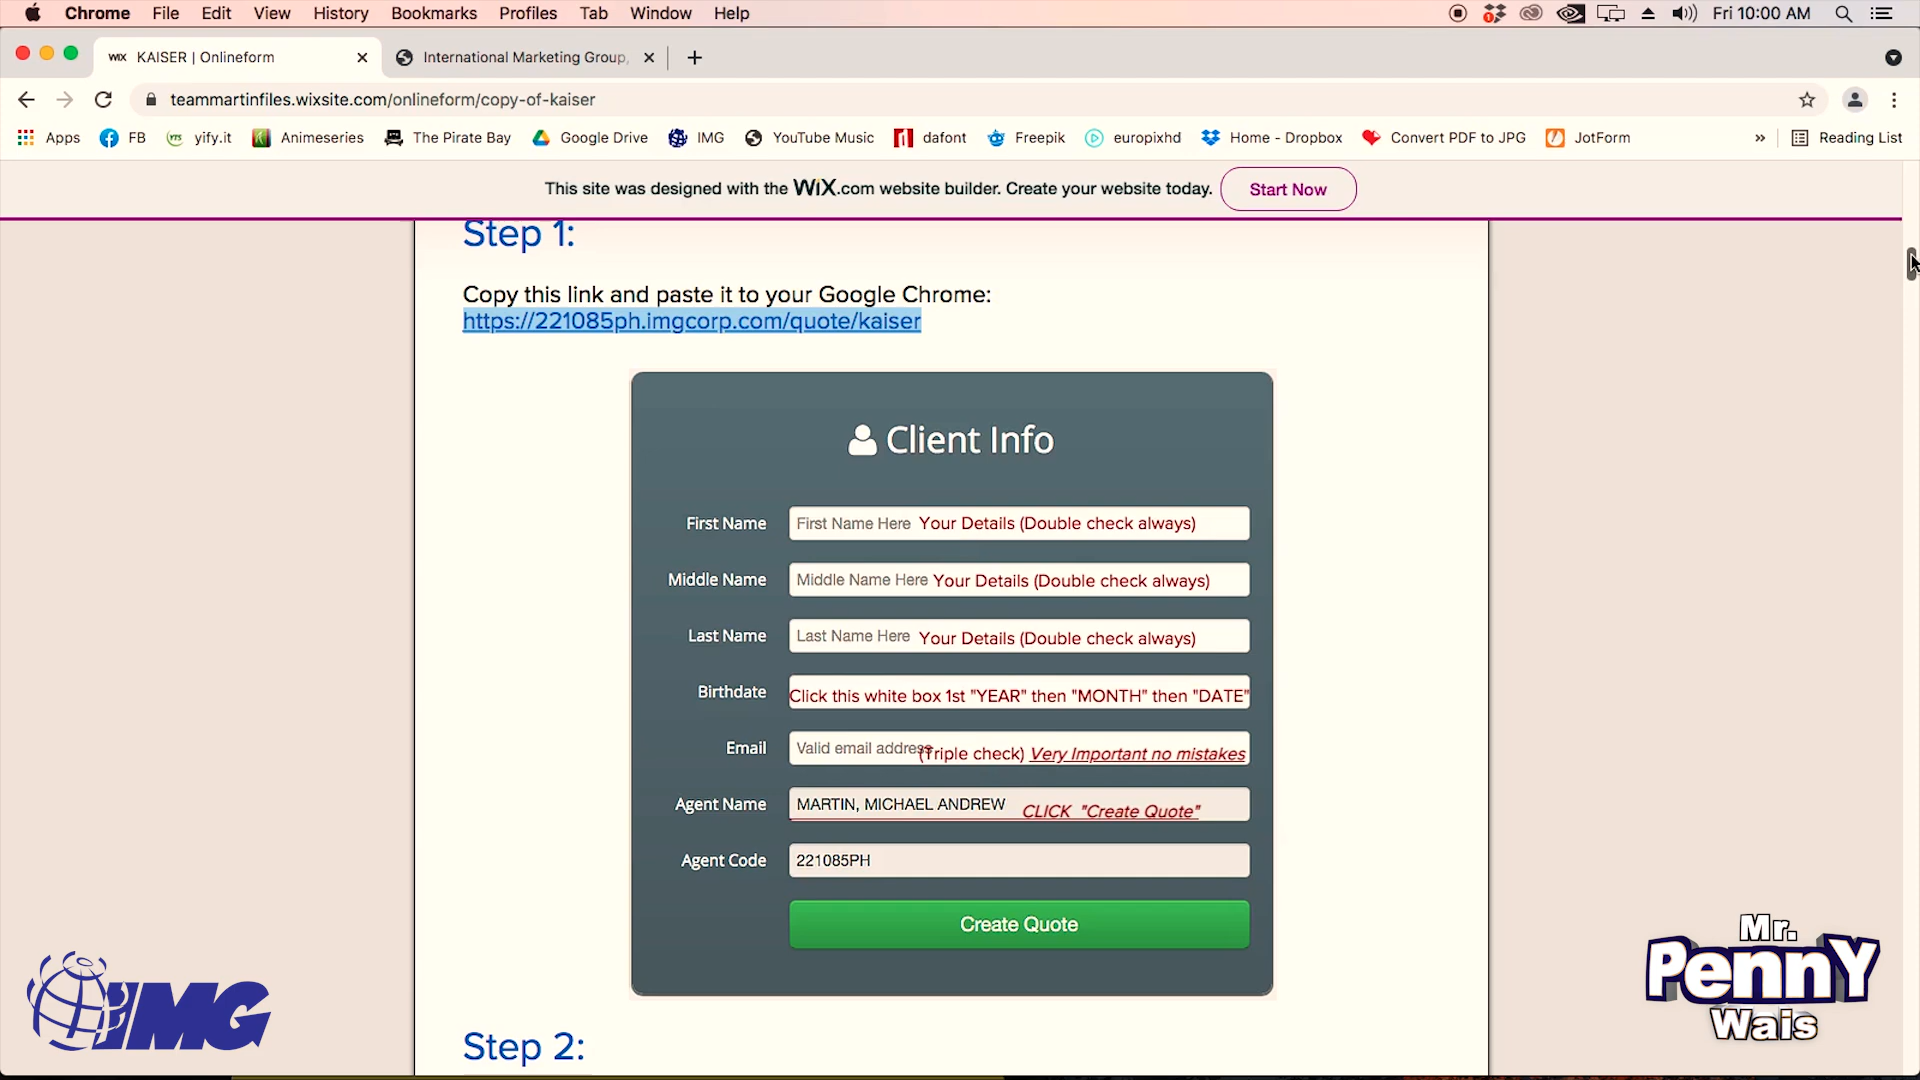 Chrome File Edit View History Bookmarks Profiles Tab Window Help Fri 10:00 AM
WIX KAISER | Onlineform International Marketing Group,
teammartinfiles.wixsite.com/onlineform/copy-of-kaiser
Apps FB YTS yify.it Animeseries The Pirate Bay Google Drive IMG YouTube Music dafont Freepik europixhd Home - Dropbox Convert PDF to JPG JotForm » Reading List
This site was designed with the WiX.com website builder. Create your website today. Start Now
Step 1:
Copy this link and paste it to your Google Chrome:
https://221085ph.imgcorp.com/quote/kaiser
Client Info
First Name First Name Here Your Details (Double check always)
Middle Name Middle Name Here Your Details (Double check always)
Last Name Last Name Here Your Details (Double check always)
Birthdate Click this white box 1st "YEAR" then "MONTH" then "DATE"
Email Valid email address (Triple check) Very Important no mistakes
Agent Name MARTIN, MICHAEL ANDREW CLICK "Create Quote"
Agent Code 221085PH
Create Quote
Step 2:
IMG
Mr.
PennY
Wais